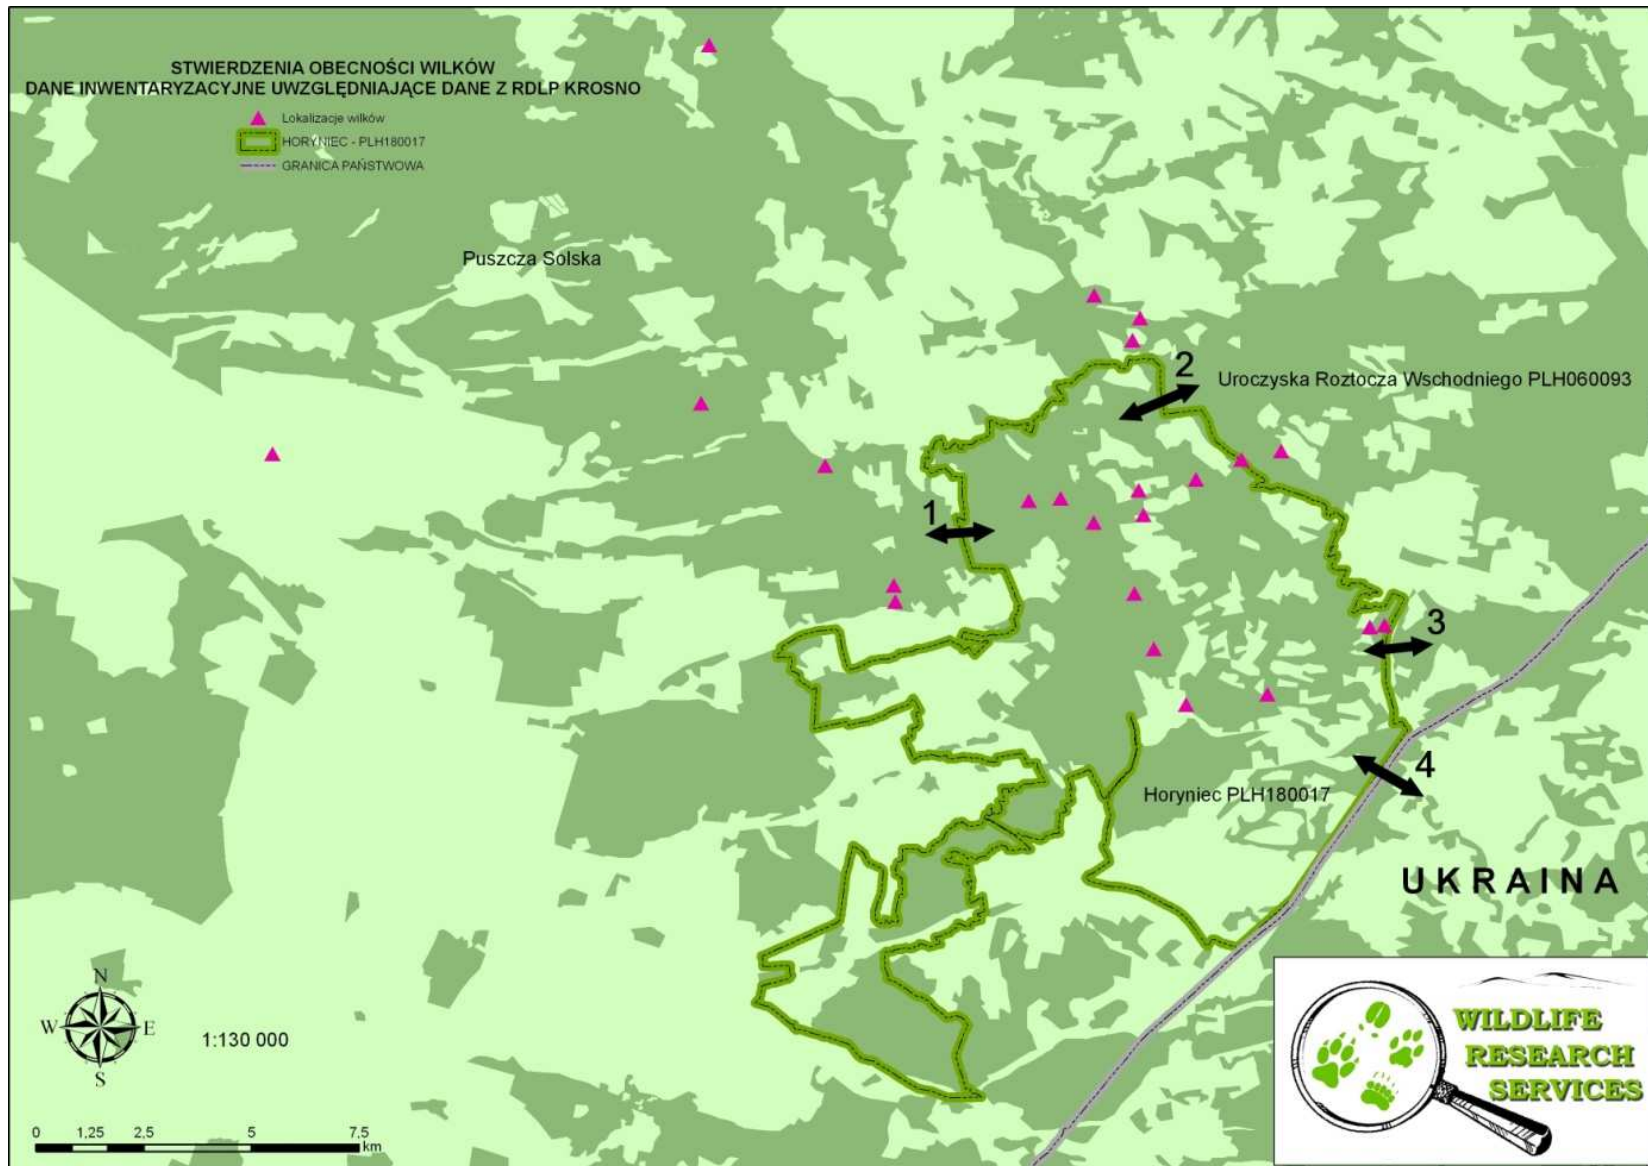 STWIERDZENIA OBECNOŚCI WILKÓW
DANE INWENTARYZACYJNE UWZGLĘDNIAJĄCE DANE Z RDLP KROSNO
Lokalizacje wilków
HORYNIEC - PLH180017
GRANICA PAŃSTWOWA
Puszcza Solska
2
Uroczyska Roztocza Wschodniego PLH060093
1
3
4
Horyniec PLH180017
UKRAINA
N
W E
S
1:130 000
0 1,25 2,5 5 7,5
km
WILDLIFE
RESEARCH
SERVICES